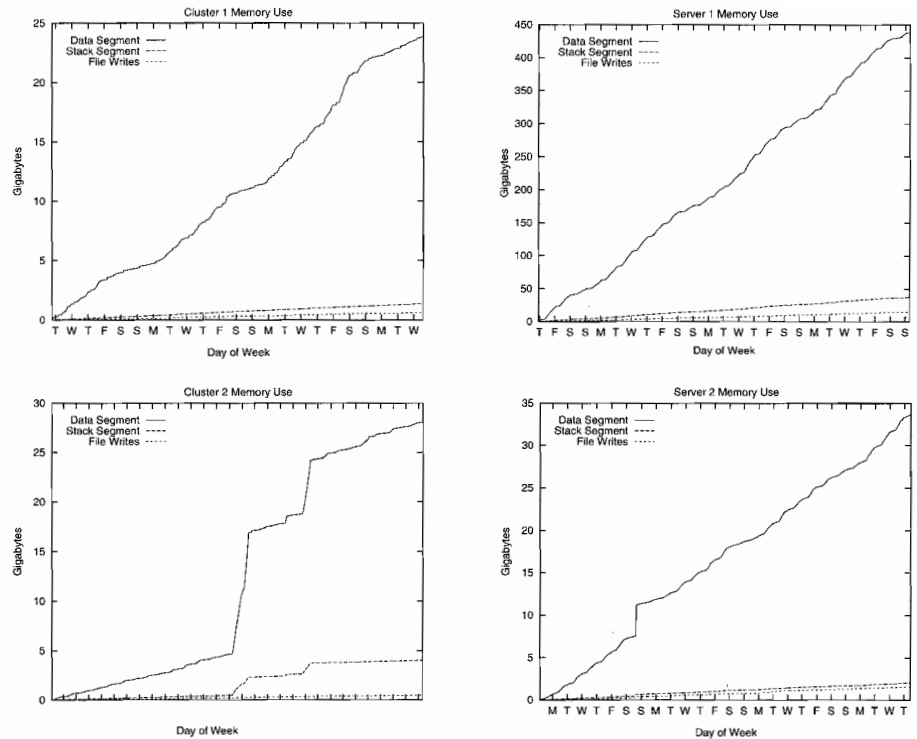 Cluster 1 Memory Use
25
20
15
10
5
0
Gigabytes
Data Segment
Stack Segment
File Writes
T W T F S S M T W T F S S M T W T F S S M T W
Day of Week
Server 1 Memory Use
450
400
350
300
250
200
150
100
50
0
Gigabytes
Data Segment
Stack Segment
File Writes
T F S S M T W T F S S M T W T F S S M T W T F S S
Day of Week
Cluster 2 Memory Use
30
25
20
15
10
5
0
Gigabytes
Data Segment
Stack Segment
File Writes
Day of Week
Server 2 Memory Use
35
30
25
20
15
10
5
0
Gigabytes
Data Segment
Stack Segment
File Writes
M T W T F S S M T W T F S S M T W T F S S M T W T
Day of Week